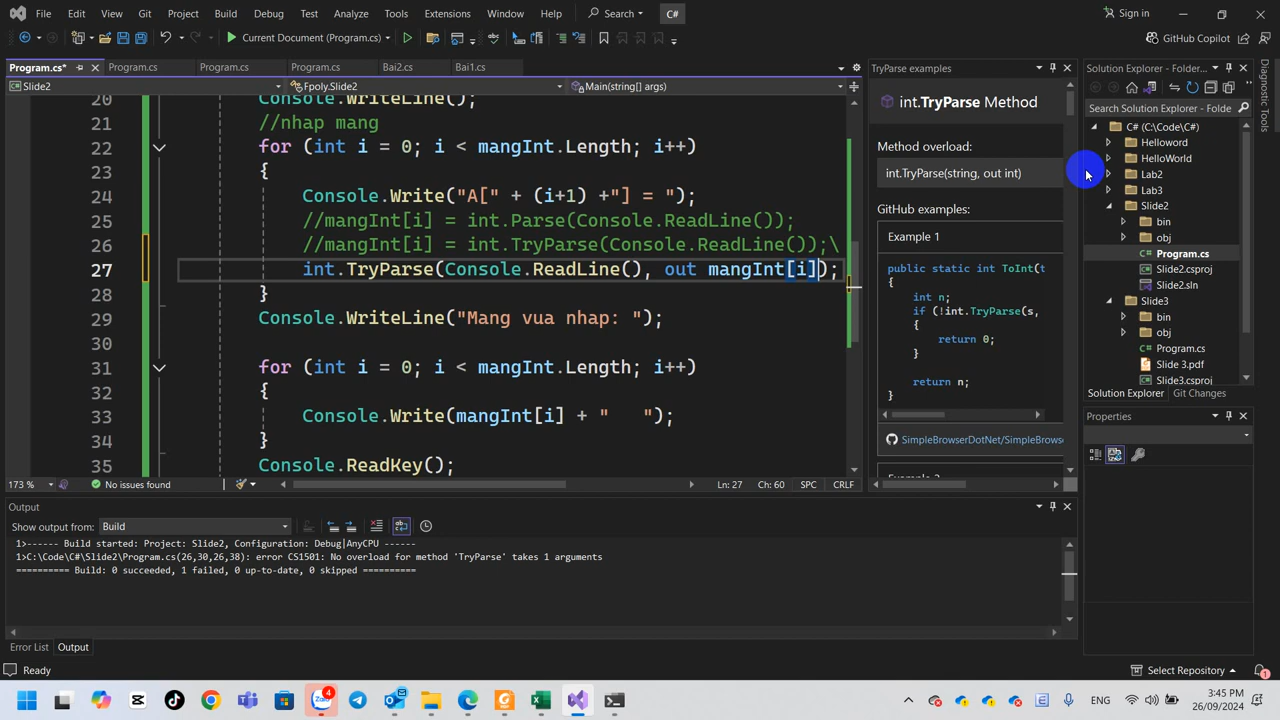 File Edit View Git Project Build Debug Test Analyze Tools Extensions Window Help Search C# Sign in
Current Document (Program.cs) GitHub Copilot
Program.cs* Program.cs Program.cs Program.cs Bai2.cs Bai1.cs
Slide2 Fpoly.Slide2 Main(string[] args)
20 Console.WriteLine();
21 //nhap mang
22 for (int i = 0; i < mangInt.Length; i++)
23 {
24 Console.Write("A[" + (i+1) +"] = ");
25 //mangInt[i] = int.Parse(Console.ReadLine());
26 //mangInt[i] = int.TryParse(Console.ReadLine());\
27 int.TryParse(Console.ReadLine(), out mangInt[i]);
28 }
29 Console.WriteLine("Mang vua nhap: ");
30
31 for (int i = 0; i < mangInt.Length; i++)
32 {
33 Console.Write(mangInt[i] + "   ");
34 }
35 Console.ReadKey();
173 % No issues found Ln: 27 Ch: 60 SPC CRLF
TryParse examples
int.TryParse Method
Method overload:
int.TryParse(string, out int)
GitHub examples:
Example 1
public static int ToInt(t
{
int n;
if (!int.TryParse(s,
{
return 0;
}
return n;
}
SimpleBrowserDotNet/SimpleBrowse
Solution Explorer - Folder...
Search Solution Explorer - Folde
C# (C:\Code\C#)
Helloword
HelloWorld
Lab2
Lab3
Slide2
bin
obj
Program.cs
Slide2.csproj
Slide2.sln
Slide3
bin
obj
Program.cs
Slide 3.pdf
Slide3.csproj
Solution Explorer Git Changes
Properties
Diagnostic Tools
Output
Show output from: Build
1>------ Build started: Project: Slide2, Configuration: Debug|AnyCPU ------
1>C:\Code\C#\Slide2\Program.cs(26,30,26,38): error CS1501: No overload for method 'TryParse' takes 1 arguments
========== Build: 0 succeeded, 1 failed, 0 up-to-date, 0 skipped ==========
Error List Output
Ready Select Repository 1
4 ENG 3:45 PM
26/09/2024